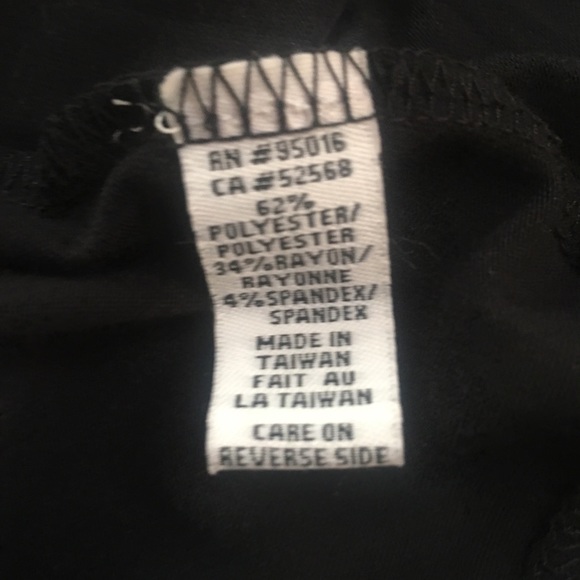 RN #95016
CA #52568
62%
POLYESTER/
POLYESTER
34%RAYON/
RAYONNE
4%SPANDEX/
SPANDEX
MADE IN
TAIWAN
FAIT AU
LA TAIWAN
CARE ON
REVERSE SIDE